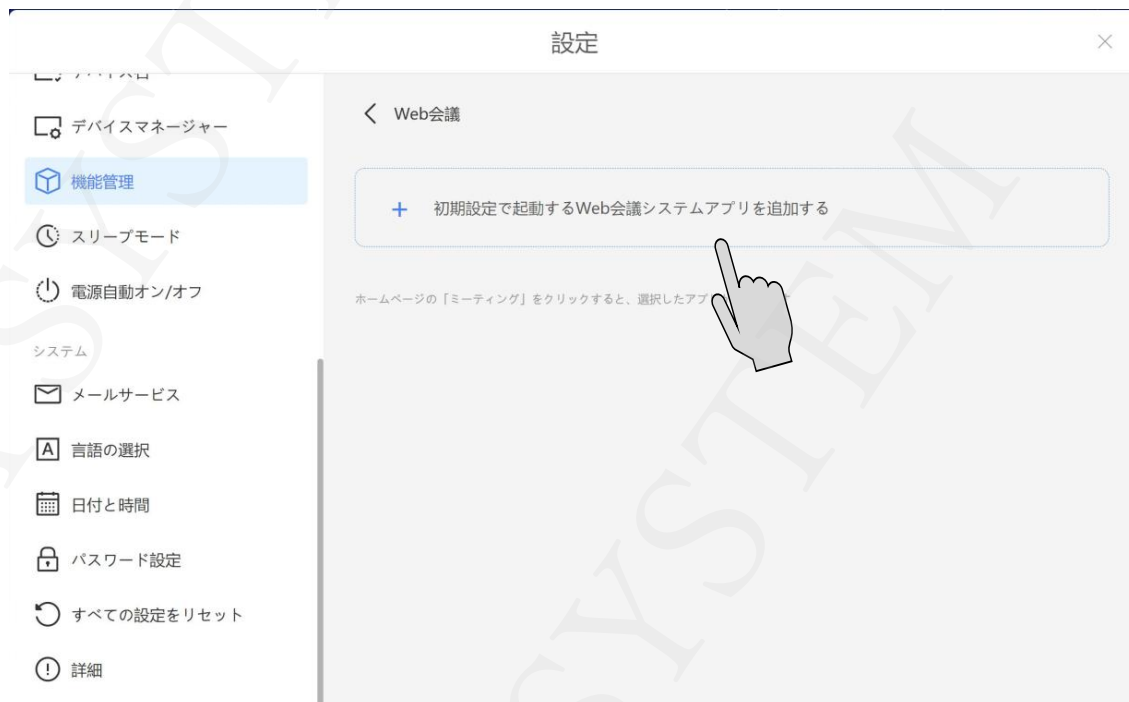 設定
デバイスマネージャー
機能管理
スリープモード
電源自動オン/オフ
システム
メールサービス
言語の選択
日付と時間
パスワード設定
すべての設定をリセット
詳細
Web会議
+ 初期設定で起動するWeb会議システムアプリを追加する
ホームページの「ミーティング」をクリックすると、選択したアプ
SYSTEM